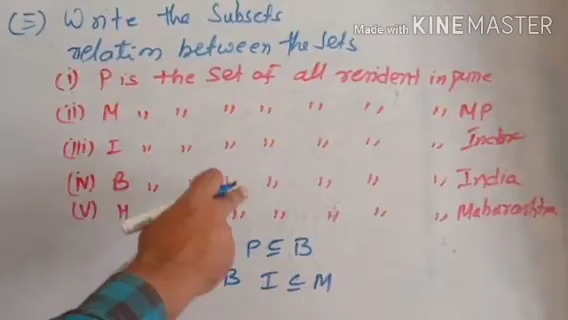 (5) Write the Subsets
Made with KINEMASTER
relation between the sets
(i) P is the set of all resident in pune
(ii) M ,, ,, ,, ,, ,, ,, ,, MP
(iii) I ,, ,, ,, ,, ,, ,, ,, Indor
(iv) B ,, ,, ,, ,, ,, ,, India
(v) H ,, ,, ,, ,, ,, Maharashtra
P ⊆ B
B I ⊆ M